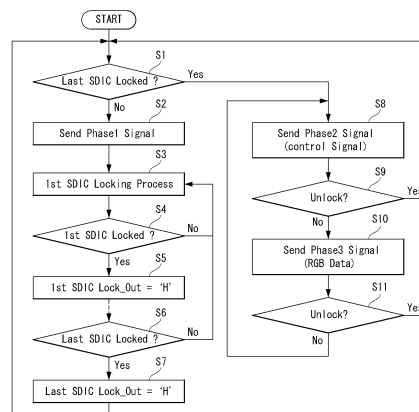 START
S1
Last SDIC Locked ?
Yes
No
S2
Send Phase1 Signal
S3
1st SDIC Locking Process
S4
1st SDIC Locked ?
No
Yes
S5
1st SDIC Lock_Out = ‘H’
S6
Last SDIC Locked ?
No
Yes
S7
Last SDIC Lock_Out = ‘H’
S8
Send Phase2 Signal
(control Signal)
S9
Unlock?
Yes
No
S10
Send Phase3 Signal
(RGB Data)
S11
Unlock?
Yes
No